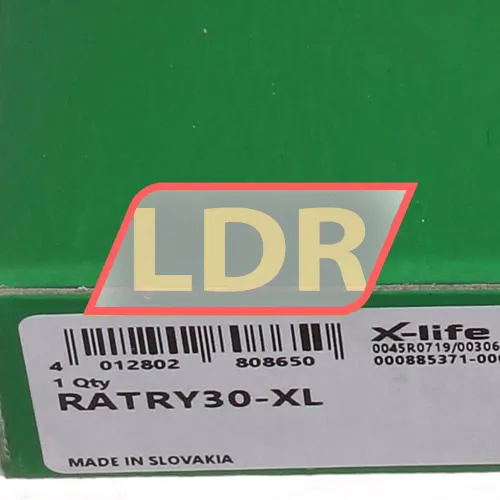 LDR
X-life
4 012802 808650
0045R0719/00306
000885371-000
1 Qty
RATRY30-XL
MADE IN SLOVAKIA